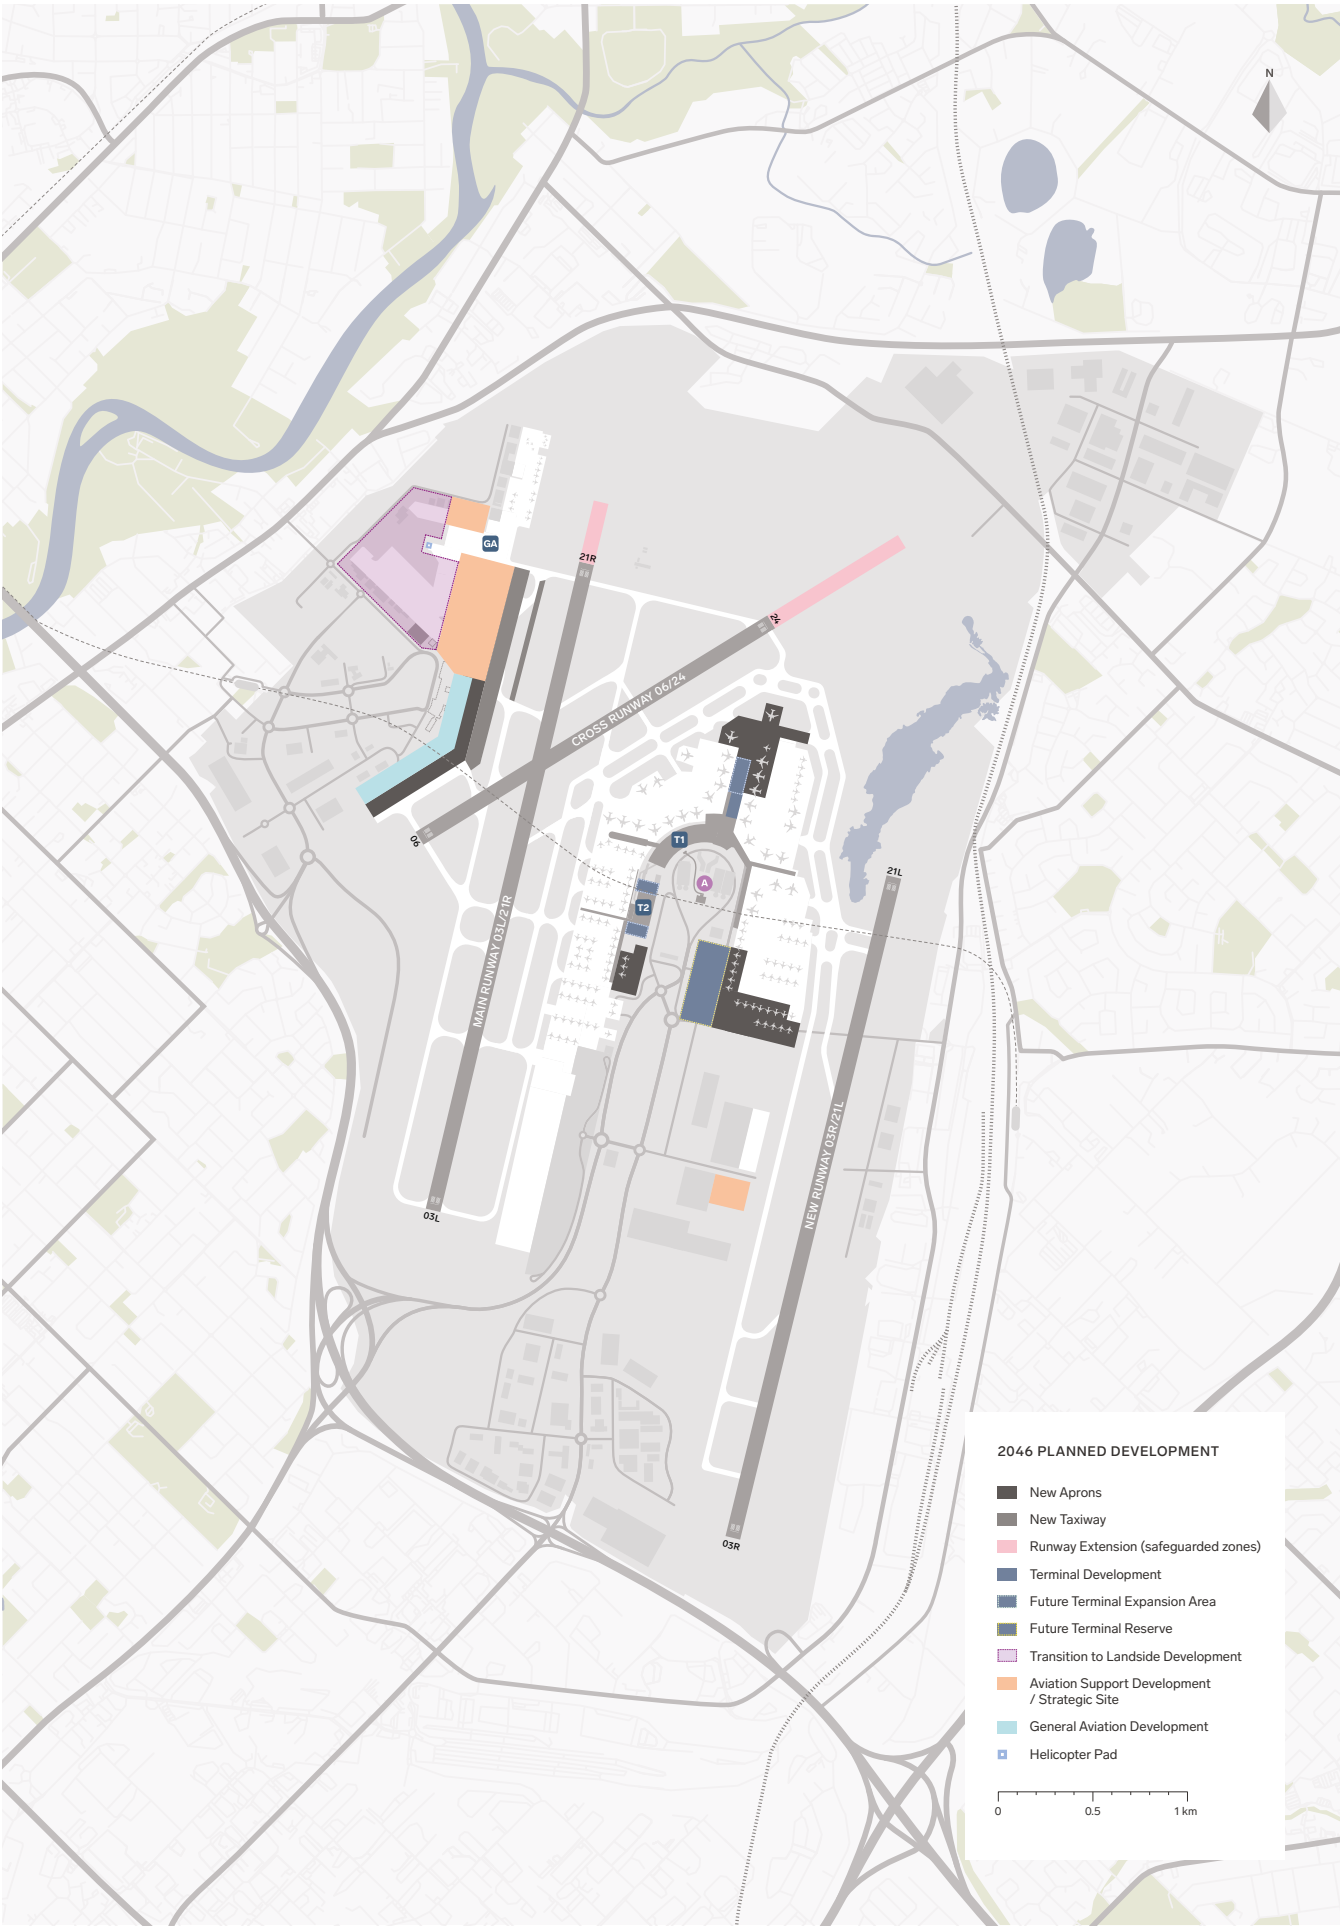 N
GA
21R
24
CROSS RUNWAY 06/24
06
T1
A
T2
21L
MAIN RUNWAY 03L/21R
NEW RUNWAY 03R/21L
03L
03R
2046 PLANNED DEVELOPMENT
New Aprons
New Taxiway
Runway Extension (safeguarded zones)
Terminal Development
Future Terminal Expansion Area
Future Terminal Reserve
Transition to Landside Development
Aviation Support Development
/ Strategic Site
General Aviation Development
Helicopter Pad
0 0.5 1 km